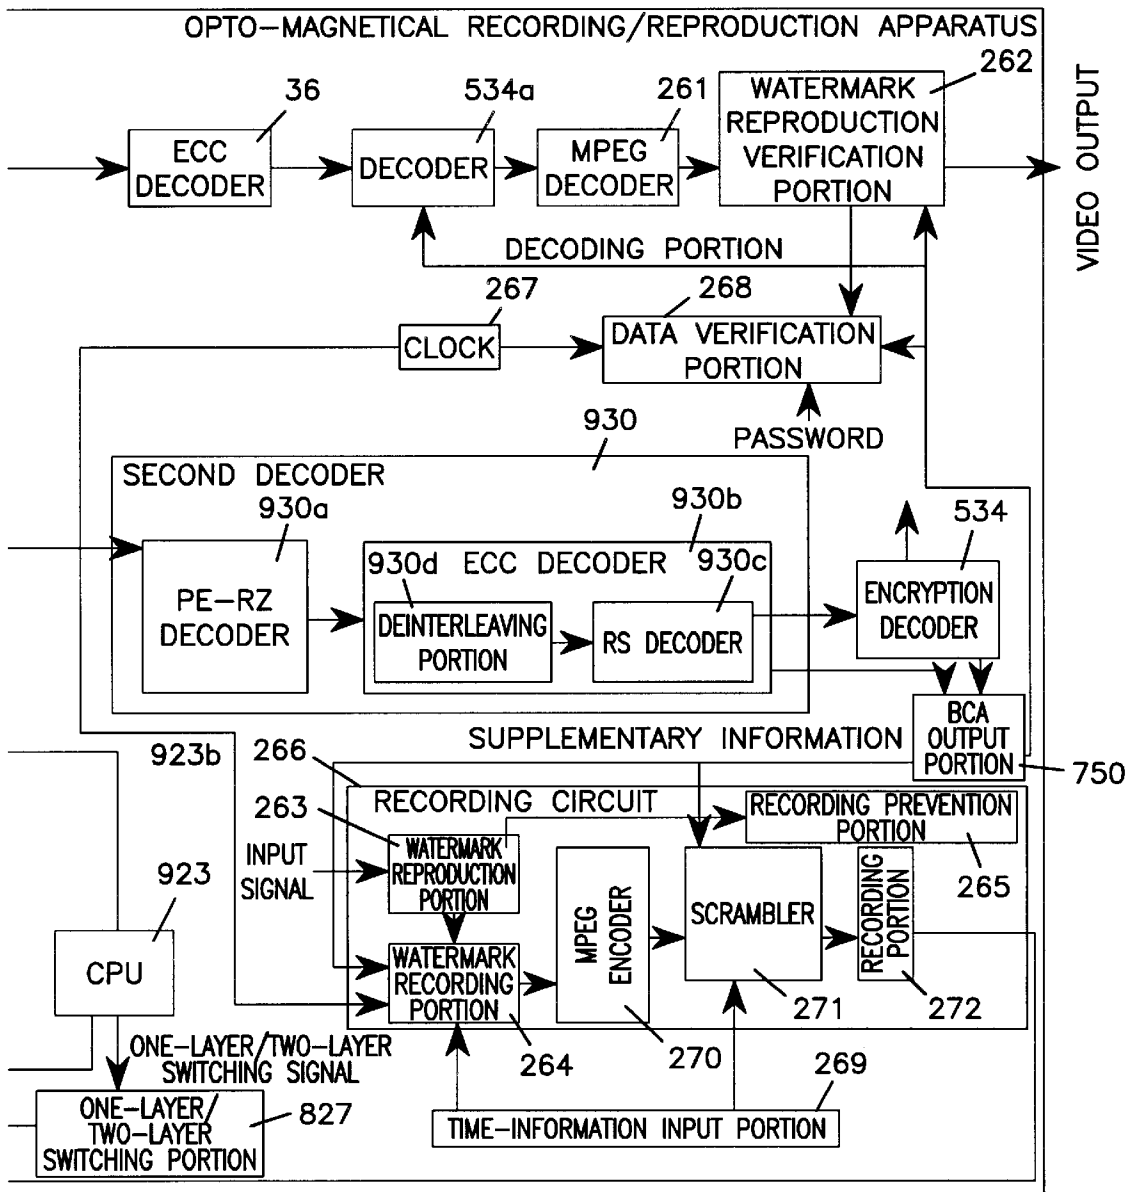 OPTO-MAGNETICAL RECORDING/REPRODUCTION APPARATUS
36
534a
261
262
ECC
DECODER
DECODER
MPEG
DECODER
WATERMARK
REPRODUCTION
VERIFICATION
PORTION
VIDEO OUTPUT
DECODING PORTION
267
268
CLOCK
DATA VERIFICATION
PORTION
PASSWORD
930
SECOND DECODER
930a
930b
534
930d
ECC DECODER
930c
PE-RZ
DECODER
DEINTERLEAVING
PORTION
RS DECODER
ENCRYPTION
DECODER
BCA
OUTPUT
PORTION
750
SUPPLEMENTARY INFORMATION
923b
266
RECORDING CIRCUIT
263
RECORDING PREVENTION
PORTION
265
INPUT
SIGNAL
WATERMARK
REPRODUCTION
PORTION
923
CPU
WATERMARK
RECORDING
PORTION
264
MPEG
ENCODER
270
SCRAMBLER
271
RECORDING
PORTION
272
ONE-LAYER/TWO-LAYER
SWITCHING SIGNAL
269
ONE-LAYER/
TWO-LAYER
SWITCHING PORTION
827
TIME-INFORMATION INPUT PORTION